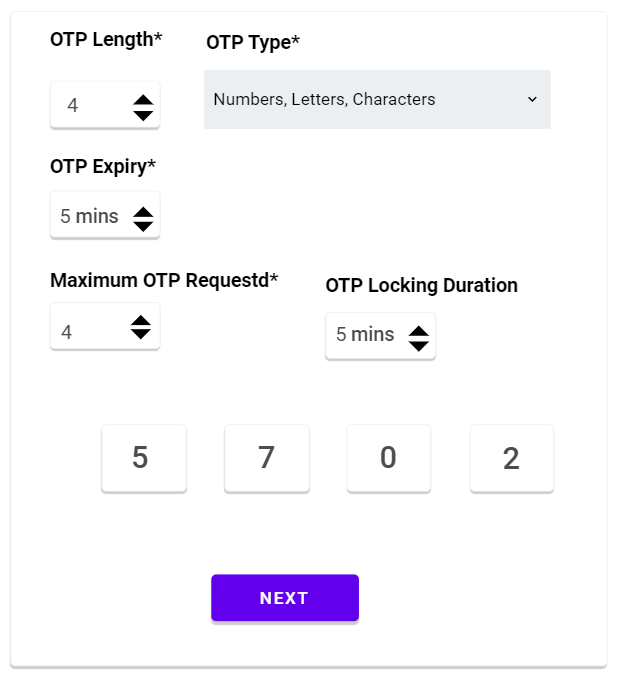 OTP Length*
OTP Type*
4
Numbers, Letters, Characters
OTP Expiry*
5 mins
Maximum OTP Requestd*
OTP Locking Duration
4
5 mins
5 7 0 2
NEXT